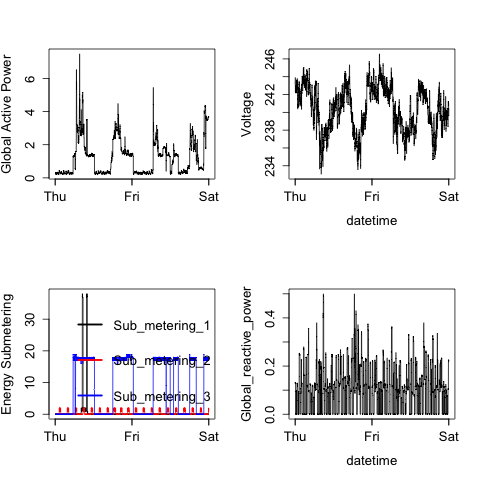 Global Active Power
0 2 4 6
Thu Fri Sat
Voltage
234 238 242 246
Thu Fri Sat
datetime
Energy Submetering
0 10 20 30
Sub_metering_1
Sub_metering_2
Sub_metering_3
Thu Fri Sat
Global_reactive_power
0.0 0.2 0.4
Thu Fri Sat
datetime